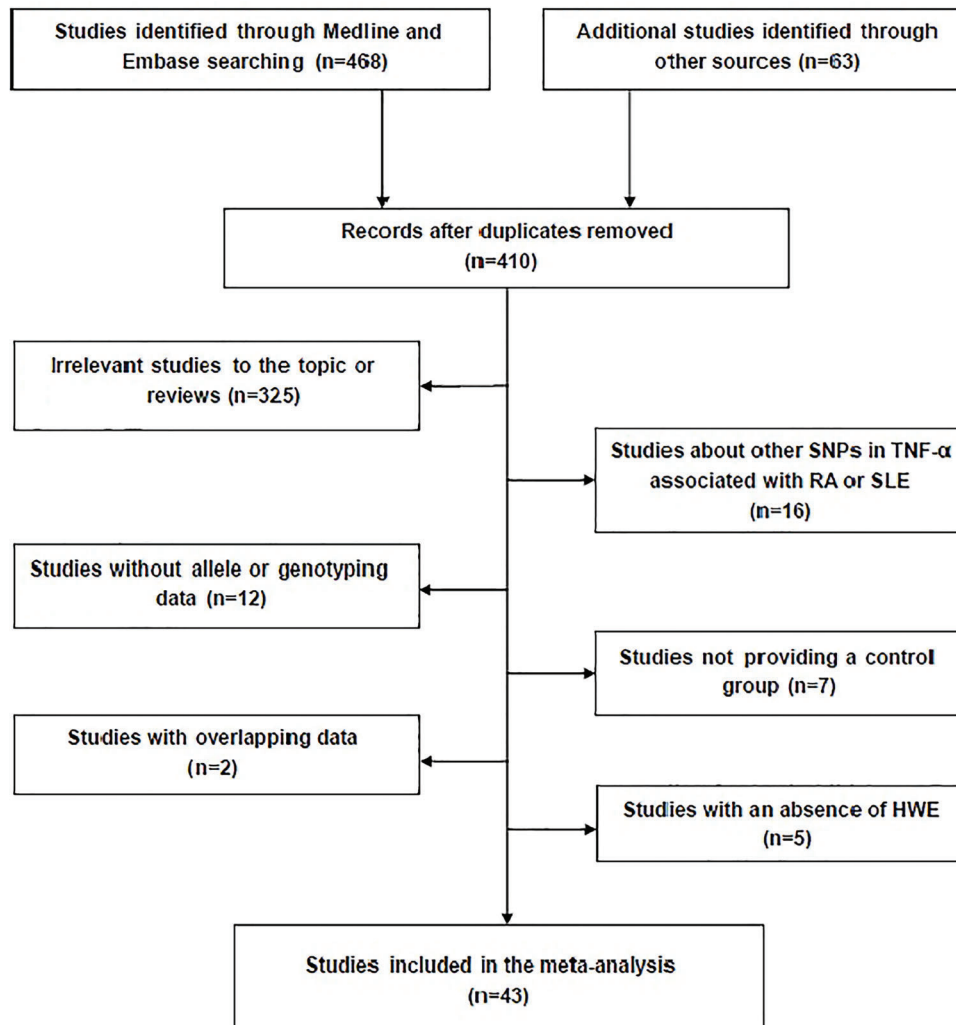 Studies identified through Medline and
Embase searching (n=468)
Additional studies identified through
other sources (n=63)
Records after duplicates removed
(n=410)
Irrelevant studies to the topic or
reviews (n=325)
Studies about other SNPs in TNF-α
associated with RA or SLE
(n=16)
Studies without allele or genotyping
data (n=12)
Studies not providing a control
group (n=7)
Studies with overlapping data
(n=2)
Studies with an absence of HWE
(n=5)
Studies included in the meta-analysis
(n=43)